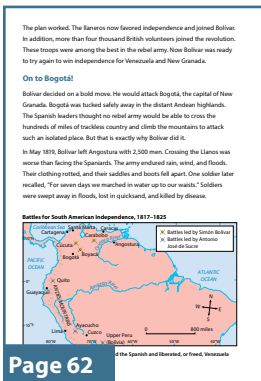 The plan worked. The llaneros now favored independence and joined Bolívar.
In addition, more than four thousand British volunteers joined the revolution.
These troops were among the best in the rebel army. Now Bolívar was ready
to try again to win independence for Venezuela and New Granada.
On to Bogotá!
Bolívar decided on a bold move. He would attack Bogotá, the capital of New
Granada. Bogotá was tucked safely away in the distant Andean highlands.
The Spanish leaders thought no rebel army would be able to cross the
hundreds of miles of trackless country and climb the mountains to attack
such an isolated place. But that is exactly why Bolívar did it.
In May 1819, Bolívar left Angostura with 2,500 men. Crossing the Llanos was
worse than facing the Spaniards. The army endured rain, wind, and floods.
Their clothing rotted, and their saddles and boots fell apart. One soldier later
recalled, “For seven days we marched in water up to our waists.” Soldiers
were swept away in floods, lost in quicksand, and killed by disease.
Battles for South American Independence, 1817–1825
Caribbean Sea
Santa Marta
Caracas
Cartagena
Carabobo
Cucuta
Angostura
Boyacá
Bogotá
Battles led by Simón Bolívar
Battles led by Antonio
José de Sucre
PACIFIC
OCEAN
ATLANTIC
OCEAN
Quito
Guayaquil
ANDES MOUNTAINS
N
W
E
S
Lima
Ayacucho
Cuzco
Upper Peru
(Bolivia)
0
800 miles
d the Spanish and liberated, or freed, Venezuela
Page 62